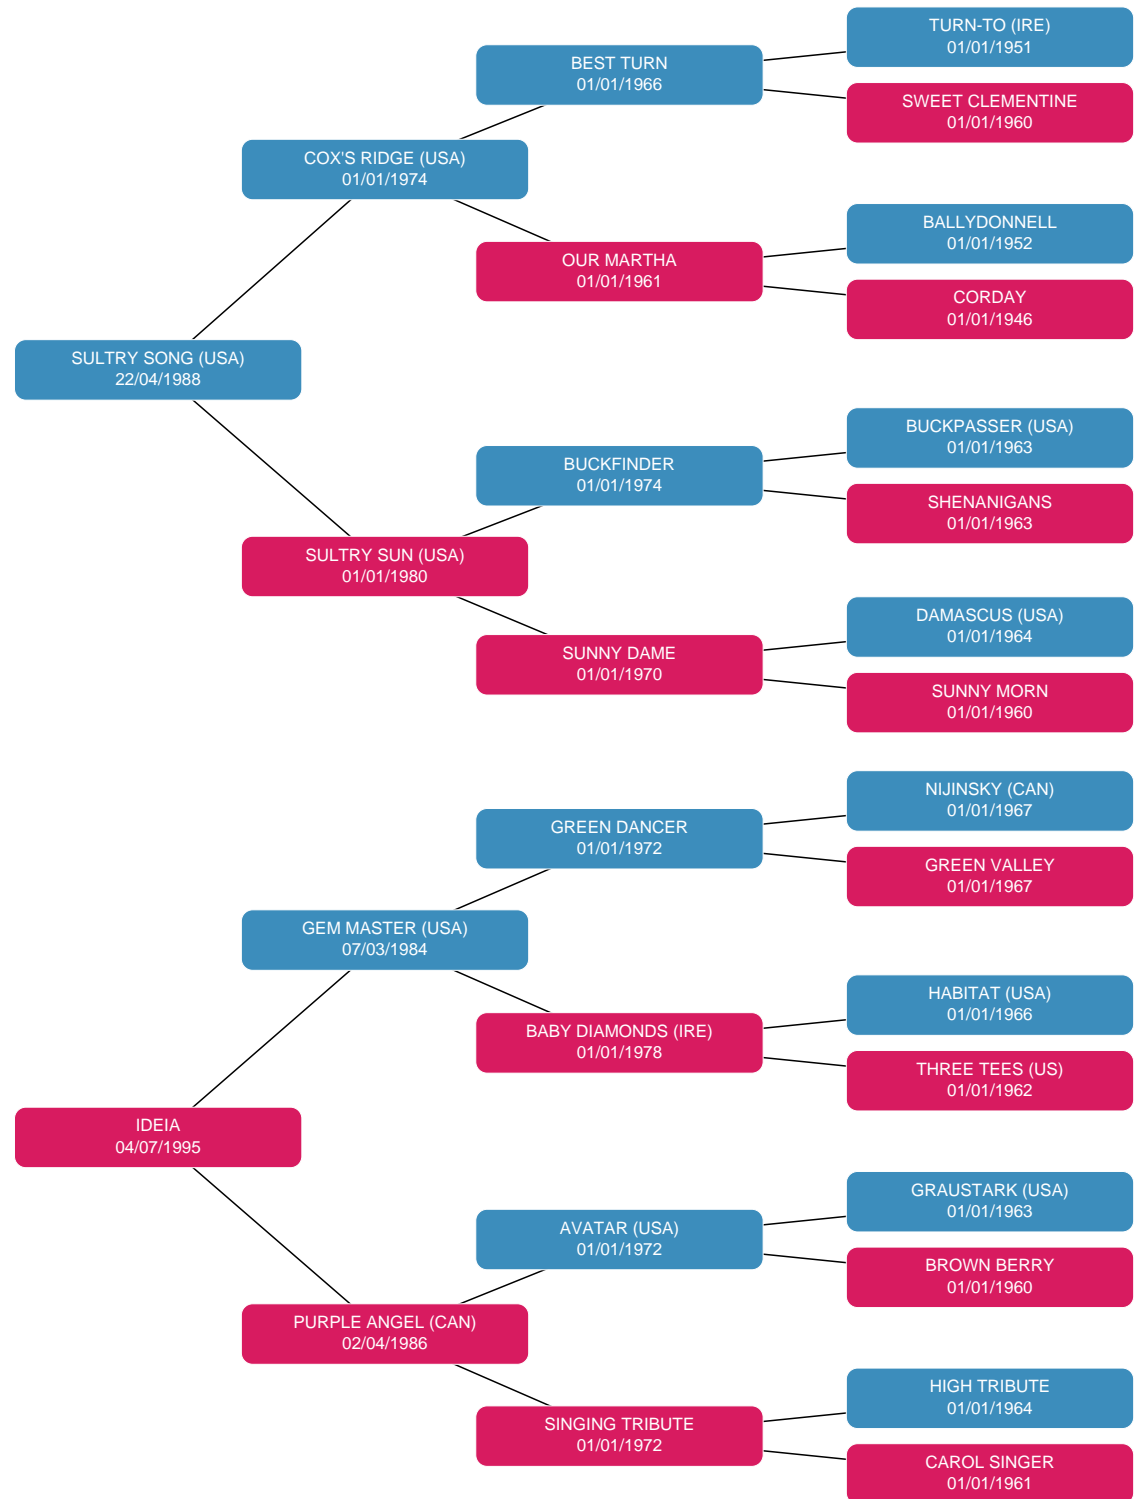 TURN-TO (IRE)
01/01/1951
BEST TURN
01/01/1966
SWEET CLEMENTINE
01/01/1960
COX'S RIDGE (USA)
01/01/1974
BALLYDONNELL
01/01/1952
OUR MARTHA
01/01/1961
CORDAY
01/01/1946
SULTRY SONG (USA)
22/04/1988
BUCKPASSER (USA)
01/01/1963
BUCKFINDER
01/01/1974
SHENANIGANS
01/01/1963
SULTRY SUN (USA)
01/01/1980
DAMASCUS (USA)
01/01/1964
SUNNY DAME
01/01/1970
SUNNY MORN
01/01/1960
NIJINSKY (CAN)
01/01/1967
GREEN DANCER
01/01/1972
GREEN VALLEY
01/01/1967
GEM MASTER (USA)
07/03/1984
HABITAT (USA)
01/01/1966
BABY DIAMONDS (IRE)
01/01/1978
THREE TEES (US)
01/01/1962
IDEIA
04/07/1995
GRAUSTARK (USA)
01/01/1963
AVATAR (USA)
01/01/1972
BROWN BERRY
01/01/1960
PURPLE ANGEL (CAN)
02/04/1986
HIGH TRIBUTE
01/01/1964
SINGING TRIBUTE
01/01/1972
CAROL SINGER
01/01/1961